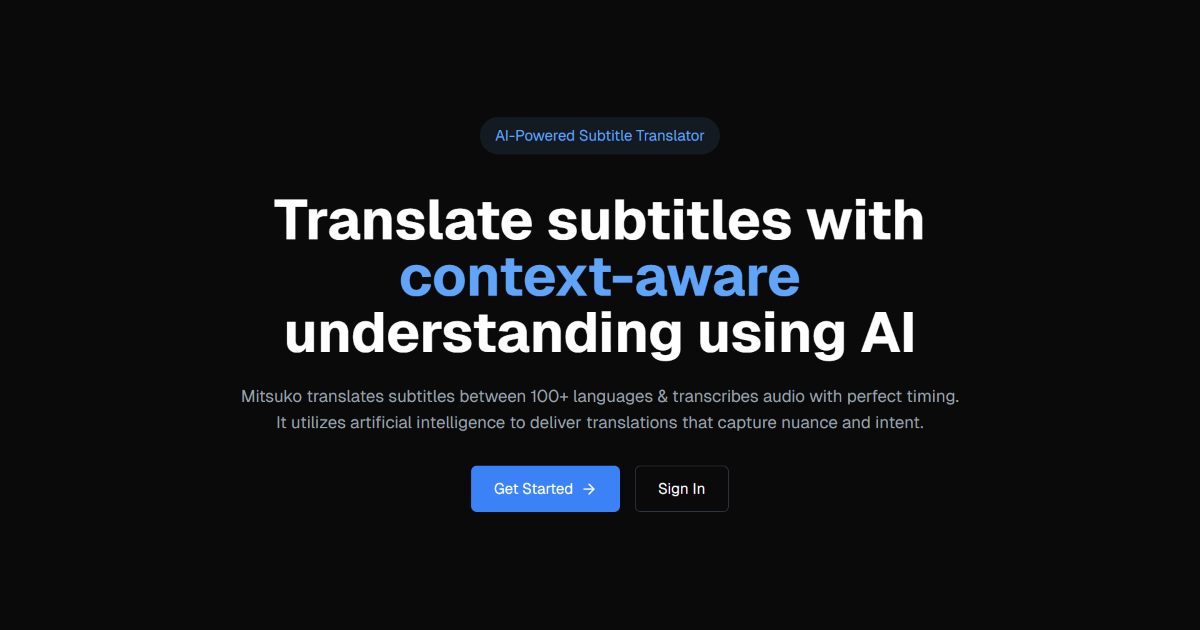 AI-Powered Subtitle Translator
Translate subtitles with
context-aware
understanding using AI
Mitsuko translates subtitles between 100+ languages & transcribes audio with perfect timing.
It utilizes artificial intelligence to deliver translations that capture nuance and intent.
Get Started →
Sign In